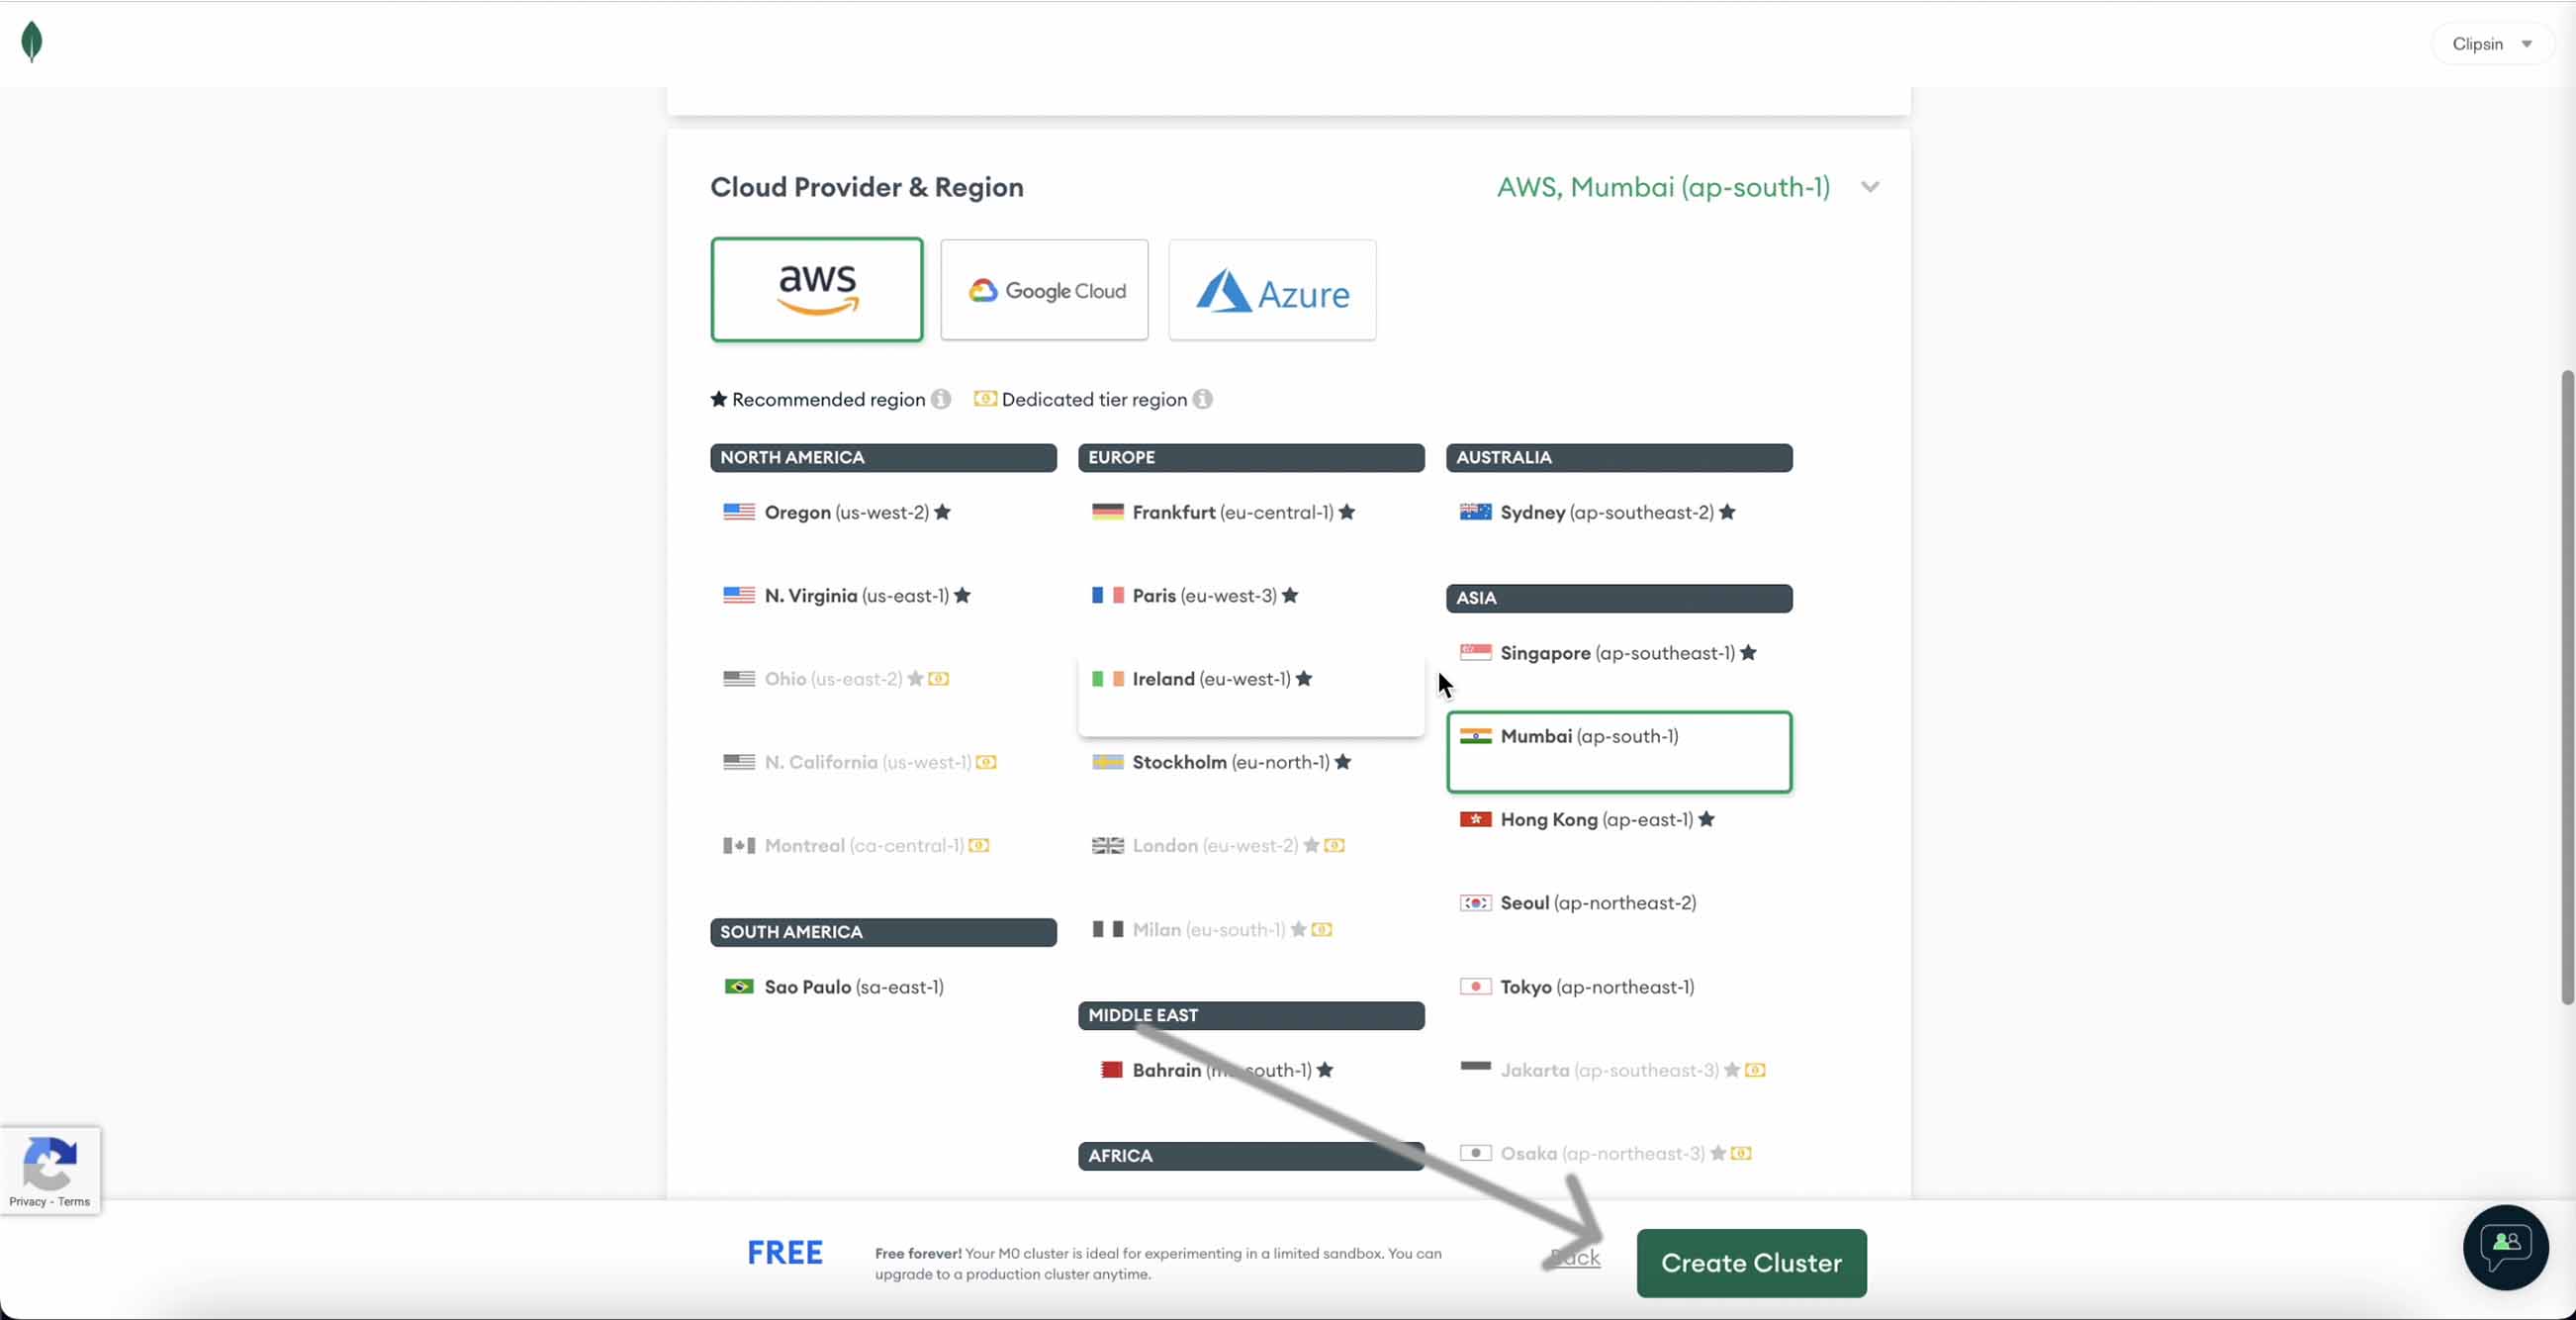 Clipsin
Cloud Provider & Region
AWS, Mumbai (ap-south-1)
aws
Google Cloud
Azure
Recommended region
Dedicated tier region
NORTH AMERICA
Oregon (us-west-2)
N. Virginia (us-east-1)
Ohio (us-east-2)
N. California (us-west-1)
Montreal (ca-central-1)
SOUTH AMERICA
Sao Paulo (sa-east-1)
EUROPE
Frankfurt (eu-central-1)
Paris (eu-west-3)
Ireland (eu-west-1)
Stockholm (eu-north-1)
London (eu-west-2)
Milan (eu-south-1)
MIDDLE EAST
Bahrain
AFRICA
AUSTRALIA
Sydney (ap-southeast-2)
ASIA
Singapore (ap-southeast-1)
Mumbai (ap-south-1)
Hong Kong (ap-east-1)
Seoul (ap-northeast-2)
Tokyo (ap-northeast-1)
Jakarta (ap-southeast-3)
Osaka (ap-northeast-3)
Privacy - Terms
FREE
Free forever! Your M0 cluster is ideal for experimenting in a limited sandbox. You can
upgrade to a production cluster anytime.
Back
Create Cluster